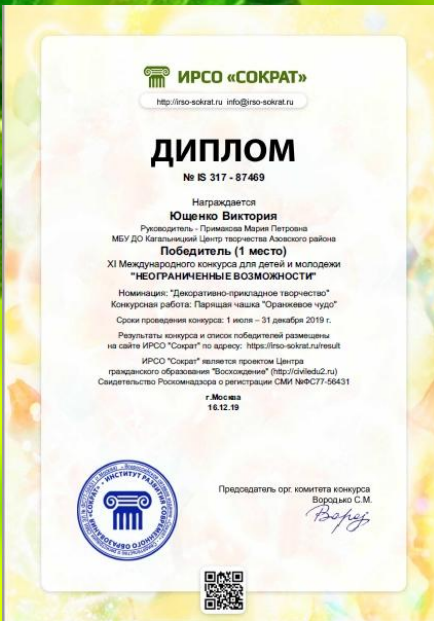 ИРСО «СОКРАТ»
http://irso-sokrat.ru info@irso-sokrat.ru
ДИПЛОМ
№ IS 317 - 87469
Награждается
Ющенко Виктория
Руководитель - Примакова Мария Петровна
МБУ ДО Кагальницкий Центр творчества Азовского района
Победитель (1 место)
XI Международного конкурса для детей и молодежи
"НЕОГРАНИЧЕННЫЕ ВОЗМОЖНОСТИ"
Номинация: "Декоративно-прикладное творчество"
Конкурсная работа: Парящая чашка "Оранжевое чудо"
Сроки проведения конкурса: 1 июля – 31 декабря 2019 г.
Результаты конкурса и список победителей размещены
на сайте ИРСО "Сократ" по адресу: https://irso-sokrat.ru/result
ИРСО "Сократ" является проектом Центра
гражданского образования "Восхождение" (http://civiledu2.ru)
Свидетельство Роскомнадзора о регистрации СМИ №ФС77-56431
г.Москва
16.12.19
Председатель орг. комитета конкурса
Вородько С.М.
ИНСТИТУТ РАЗВИТИЯ СОВРЕМЕННОГО ОБРАЗОВАНИЯ «СОКРАТ»